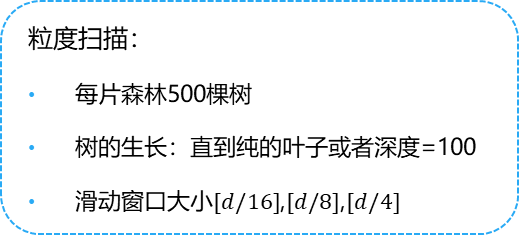 粒度扫描：
• 每片森林500棵树
• 树的生长：直到纯的叶子或者深度=100
• 滑动窗口大小[d/16],[d/8],[d/4]